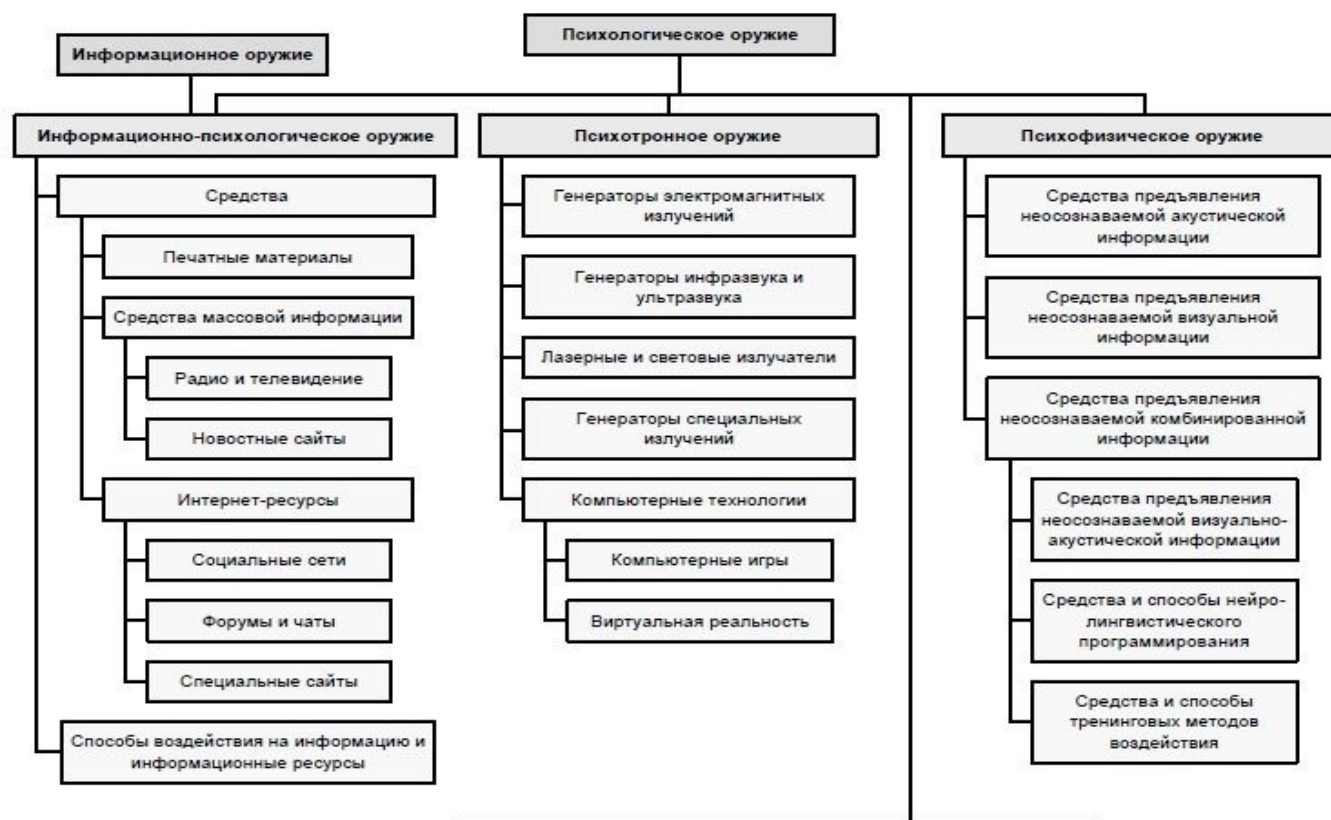 Психологическое оружие
Информационное оружие
Информационно-психологическое оружие
Средства
Печатные материалы
Средства массовой информации
Радио и телевидение
Новостные сайты
Интернет-ресурсы
Социальные сети
Форумы и чаты
Специальные сайты
Способы воздействия на информацию и
информационные ресурсы
Психотронное оружие
Генераторы электромагнитных
излучений
Генераторы инфразвука и
ультразвука
Лазерные и световые излучатели
Генераторы специальных
излучений
Компьютерные технологии
Компьютерные игры
Виртуальная реальность
Психофизическое оружие
Средства предъявления
неосознаваемой акустической
информации
Средства предъявления
неосознаваемой визуальной
информации
Средства предъявления
неосознаваемой комбинированной
информации
Средства предъявления
неосознаваемой визуально-
акустической информации
Средства и способы нейро-
лингвистического
программирования
Средства и способы
тренинговых методов
воздействия